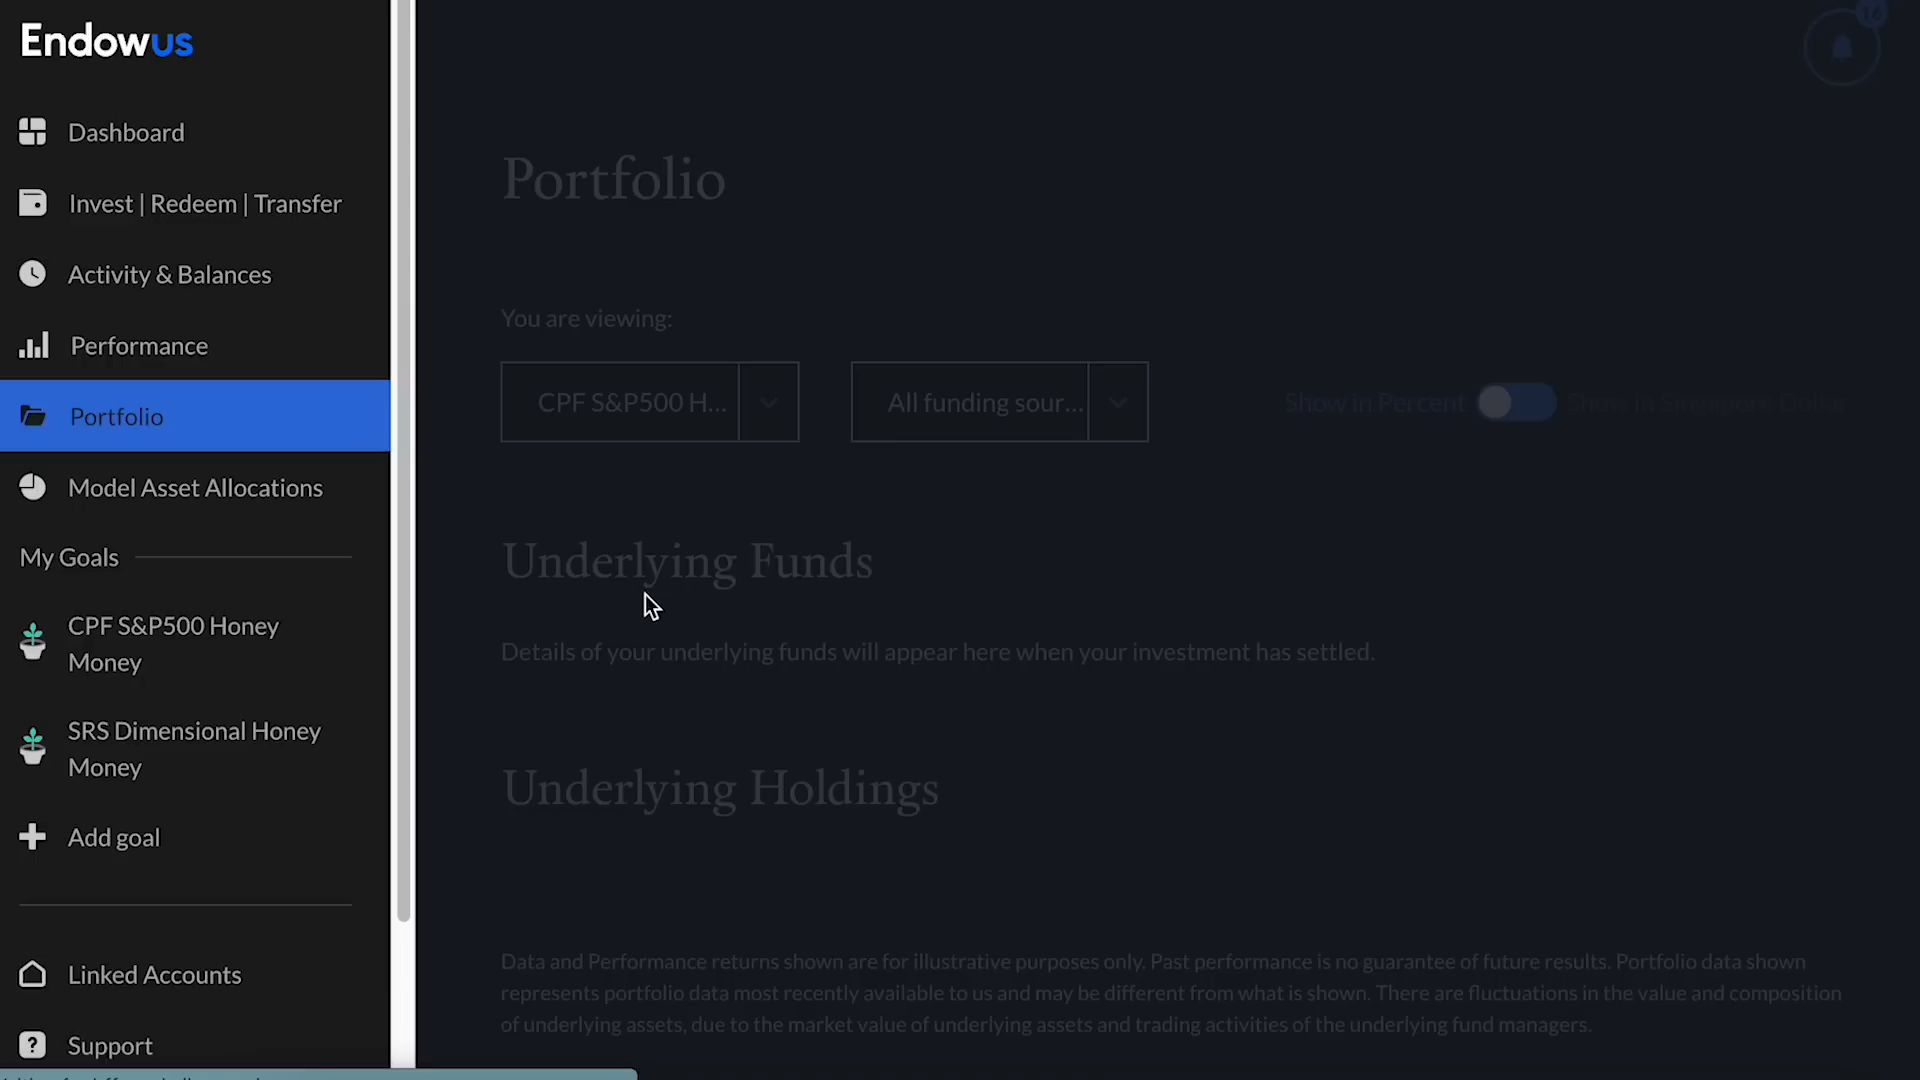 Endowus
Dashboard
Invest | Redeem | Transfer
Activity & Balances
Performance
Portfolio
Model Asset Allocations
My Goals
CPF S&P500 Honey
Money
SRS Dimensional Honey
Money
Add goal
Linked Accounts
Support
16
Portfolio
You are viewing:
CPF S&P500 H...
All funding sour...
Show in Percent
Show in Singapore Dollar
Underlying Funds
Details of your underlying funds will appear here when your investment has settled.
Underlying Holdings
Data and Performance returns shown are for illustrative purposes only. Past performance is no guarantee of future results. Portfolio data shown
represents portfolio data most recently available to us and may be different from what is shown. There are fluctuations in the value and composition
of underlying assets, due to the market value of underlying assets and trading activities of the underlying fund managers.